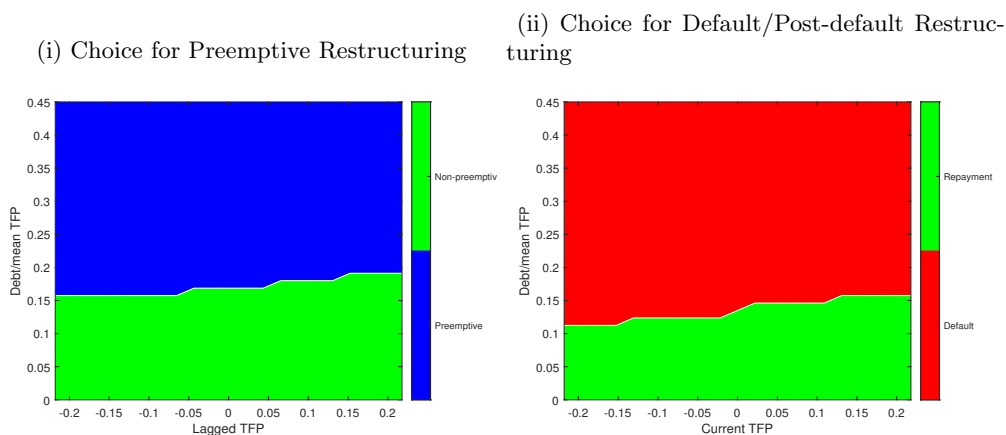 (i) Choice for Preemptive Restructuring
(ii) Choice for Default/Post-default Restruc-
turing
0.45
0.4
0.35
0.3
0.25
0.2
0.15
0.1
0.05
0
Debt/mean TFP
-0.2 -0.15 -0.1 -0.05 0 0.05 0.1 0.15 0.2
Lagged TFP
Non-preemptiv
Preemptive
0.45
0.4
0.35
0.3
0.25
0.2
0.15
0.1
0.05
0
Debt/mean TFP
-0.2 -0.15 -0.1 -0.05 0 0.05 0.1 0.15 0.2
Current TFP
Repayment
Default